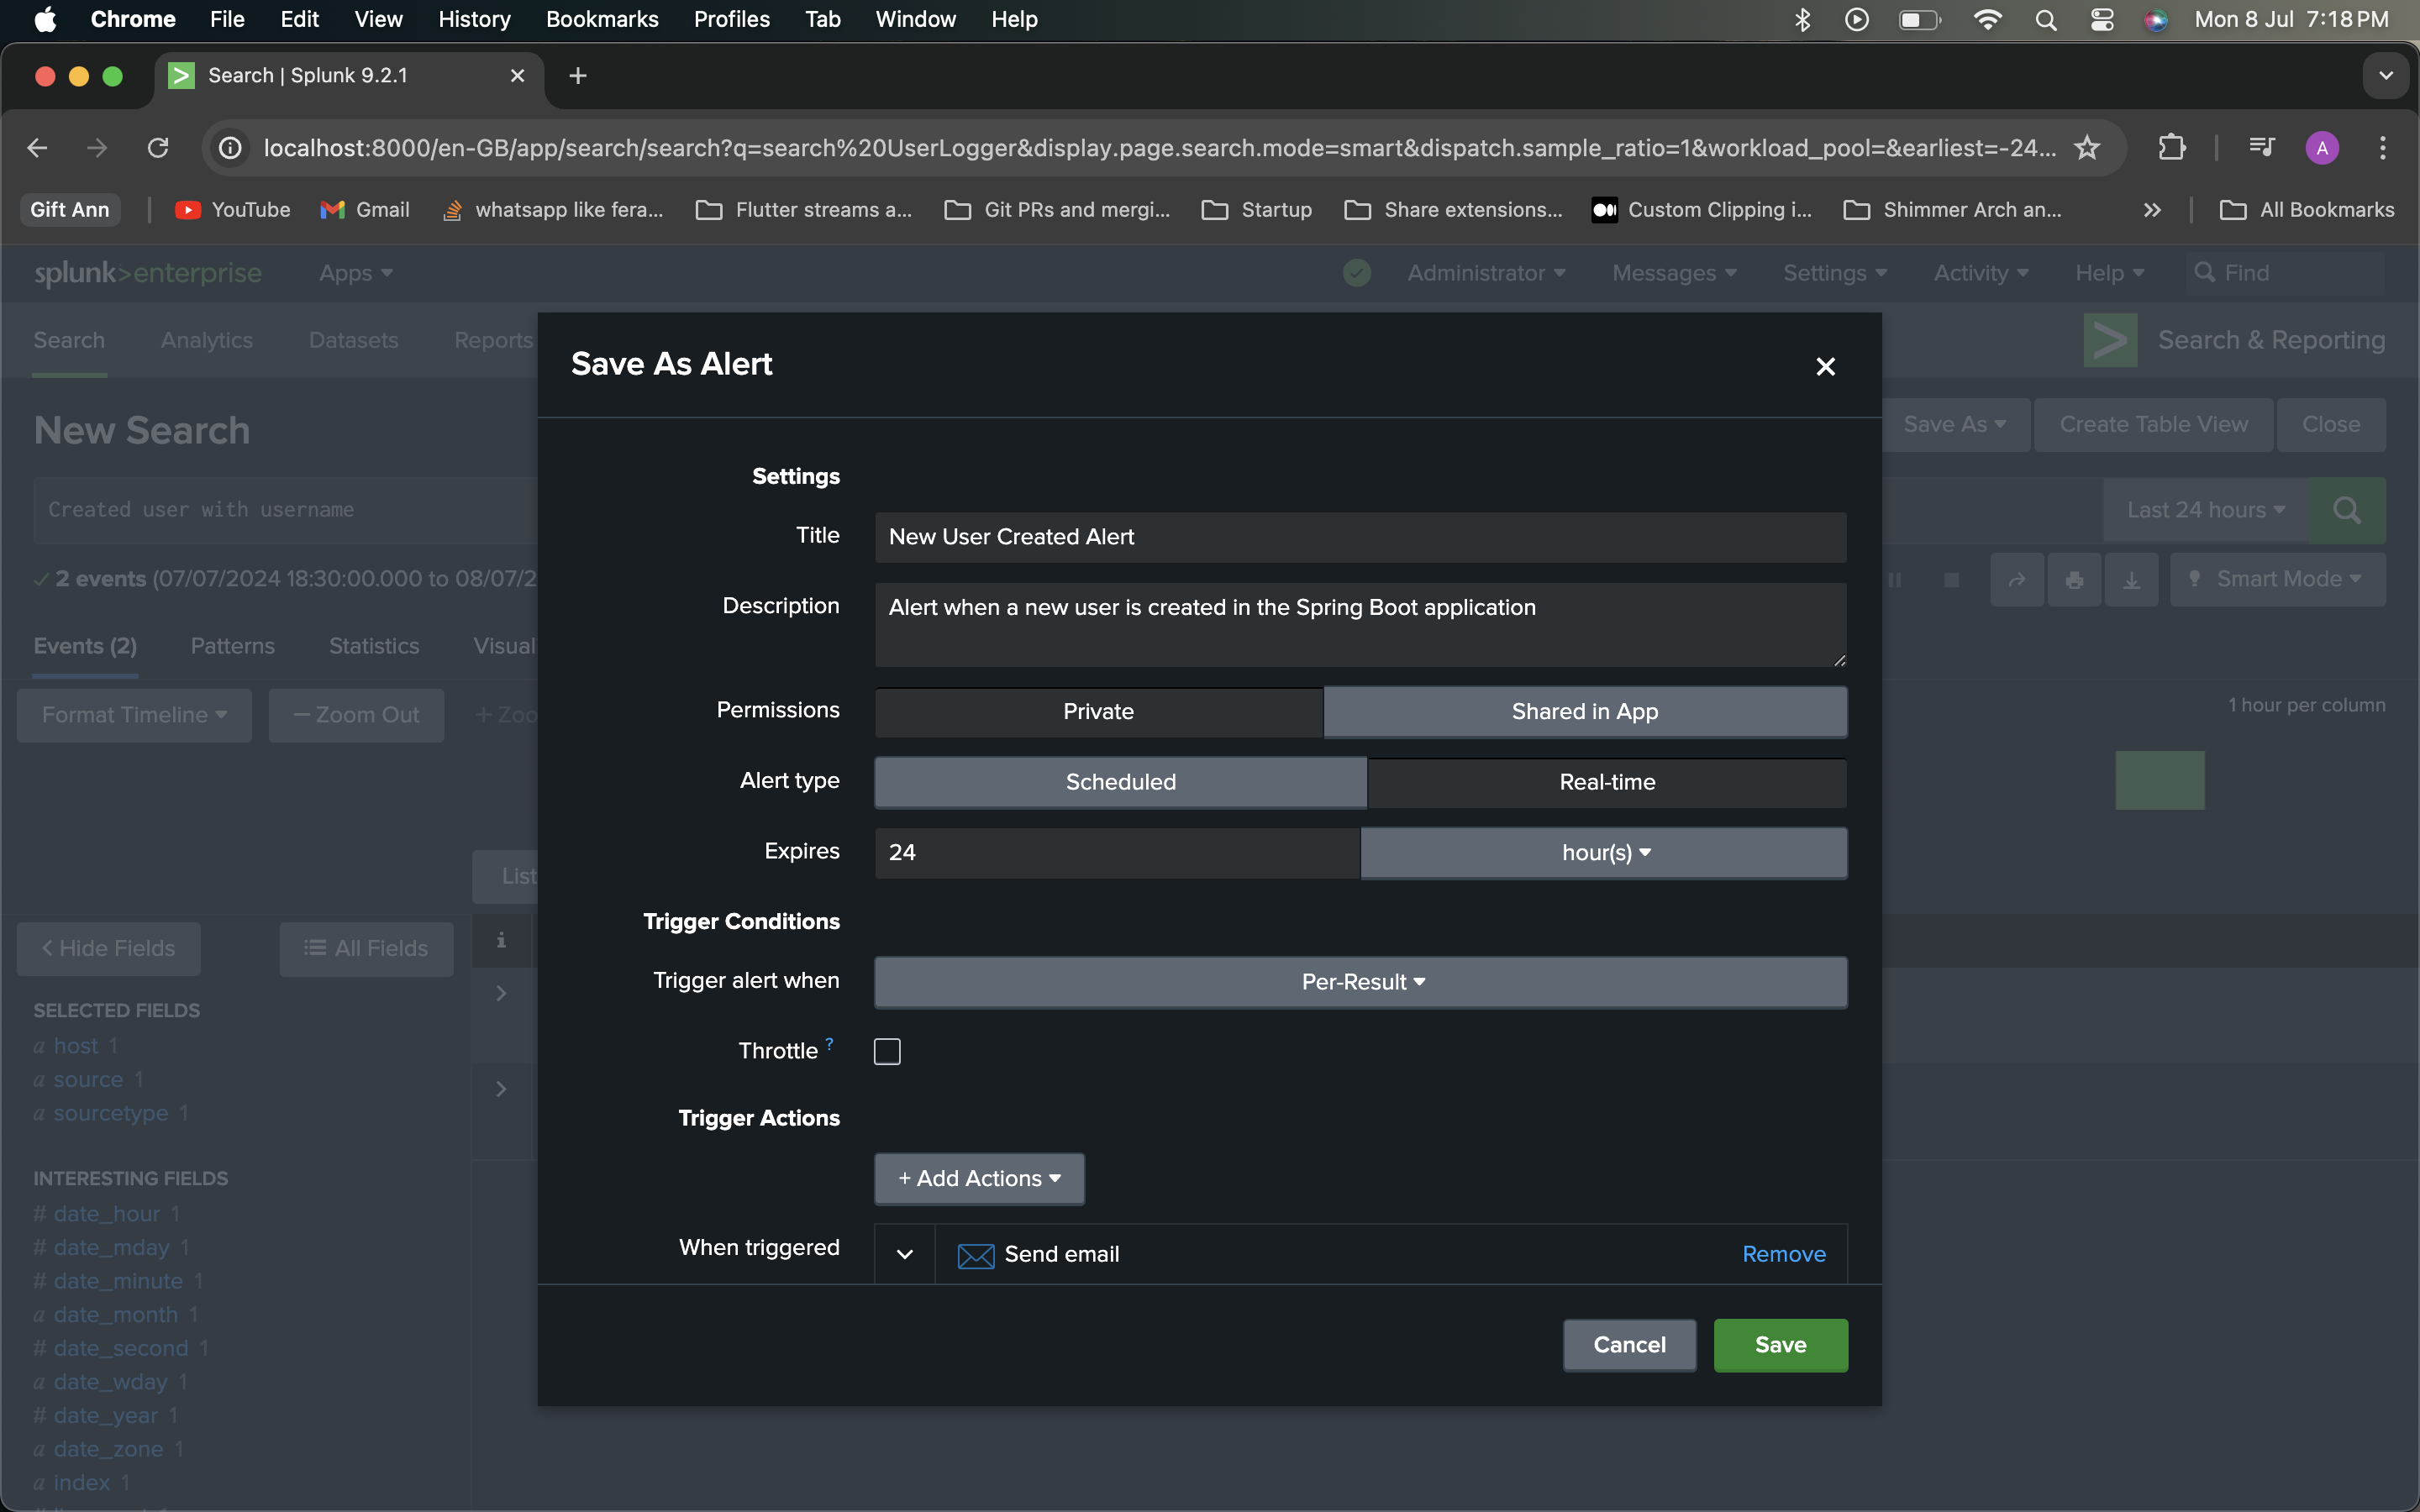 Chrome File Edit View History Bookmarks Profiles Tab Window Help Mon 8 Jul 7:18 PM
Search | Splunk 9.2.1
localhost:8000/en-GB/app/search/search?q=search%20UserLogger&display.page.search.mode=smart&dispatch.sample_ratio=1&workload_pool=&earliest=-24... A
Gift Ann YouTube Gmail whatsapp like fera... Flutter streams a... Git PRs and mergi... Startup Share extensions... Custom Clipping i... Shimmer Arch an... All Bookmarks
splunk>enterprise Apps Administrator Messages Settings Activity Help Find
Search Analytics Datasets Reports Search & Reporting
Save As Alert
New Search Save As Create Table View Close
Settings
Created user with username Last 24 hours
Title New User Created Alert
2 events (07/07/2024 18:30:00.000 to 08/07/2 Smart Mode
Description Alert when a new user is created in the Spring Boot application
Events (2) Patterns Statistics Visual
Format Timeline — Zoom Out + Zoo 1 hour per column
Permissions Private Shared in App
Alert type Scheduled Real-time
Expires 24 hour(s)
List
Trigger Conditions
< Hide Fields All Fields i
Trigger alert when Per-Result
SELECTED FIELDS
a host 1
Throttle ?
a source 1
a sourcetype 1
Trigger Actions
INTERESTING FIELDS
+ Add Actions
# date_hour 1
# date_mday 1
When triggered Send email Remove
# date_minute 1
a date_month 1
# date_second 1
Cancel Save
a date_wday 1
# date_year 1
a date_zone 1
a index 1